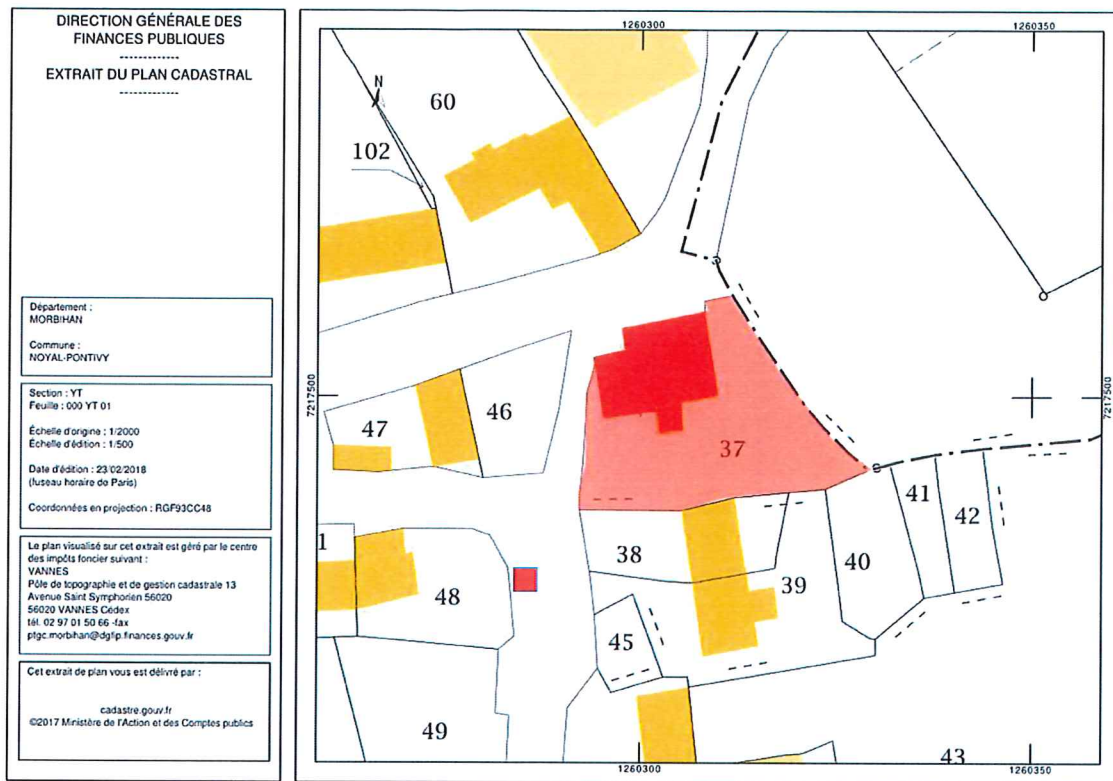 DIRECTION GÉNÉRALE DES
FINANCES PUBLIQUES
-------------
EXTRAIT DU PLAN CADASTRAL
-------------
Département :
MORBIHAN
Commune :
NOYAL-PONTIVY
Section : YT
Feuille : 000 YT 01
Échelle d'origine : 1/2000
Échelle d'édition : 1/500
Date d'édition : 23/02/2018
(fuseau horaire de Paris)
Coordonnées en projection : RGF93CC48
Le plan visualisé sur cet extrait est géré par le centre
des impôts foncier suivant :
VANNES
Pôle de topographie et de gestion cadastrale 13
Avenue Saint Symphorien 56020
56020 VANNES Cédex
tél. 02 97 01 50 66 -fax
ptgc.morbihan@dgfip.finances.gouv.fr
Cet extrait de plan vous est délivré par :
cadastre.gouv.fr
©2017 Ministère de l'Action et des Comptes publics
1260300
1260350
N
60
102
7217500
7217500
47
46
37
41
42
1
38
40
48
39
45
49
43
1260300
1260350